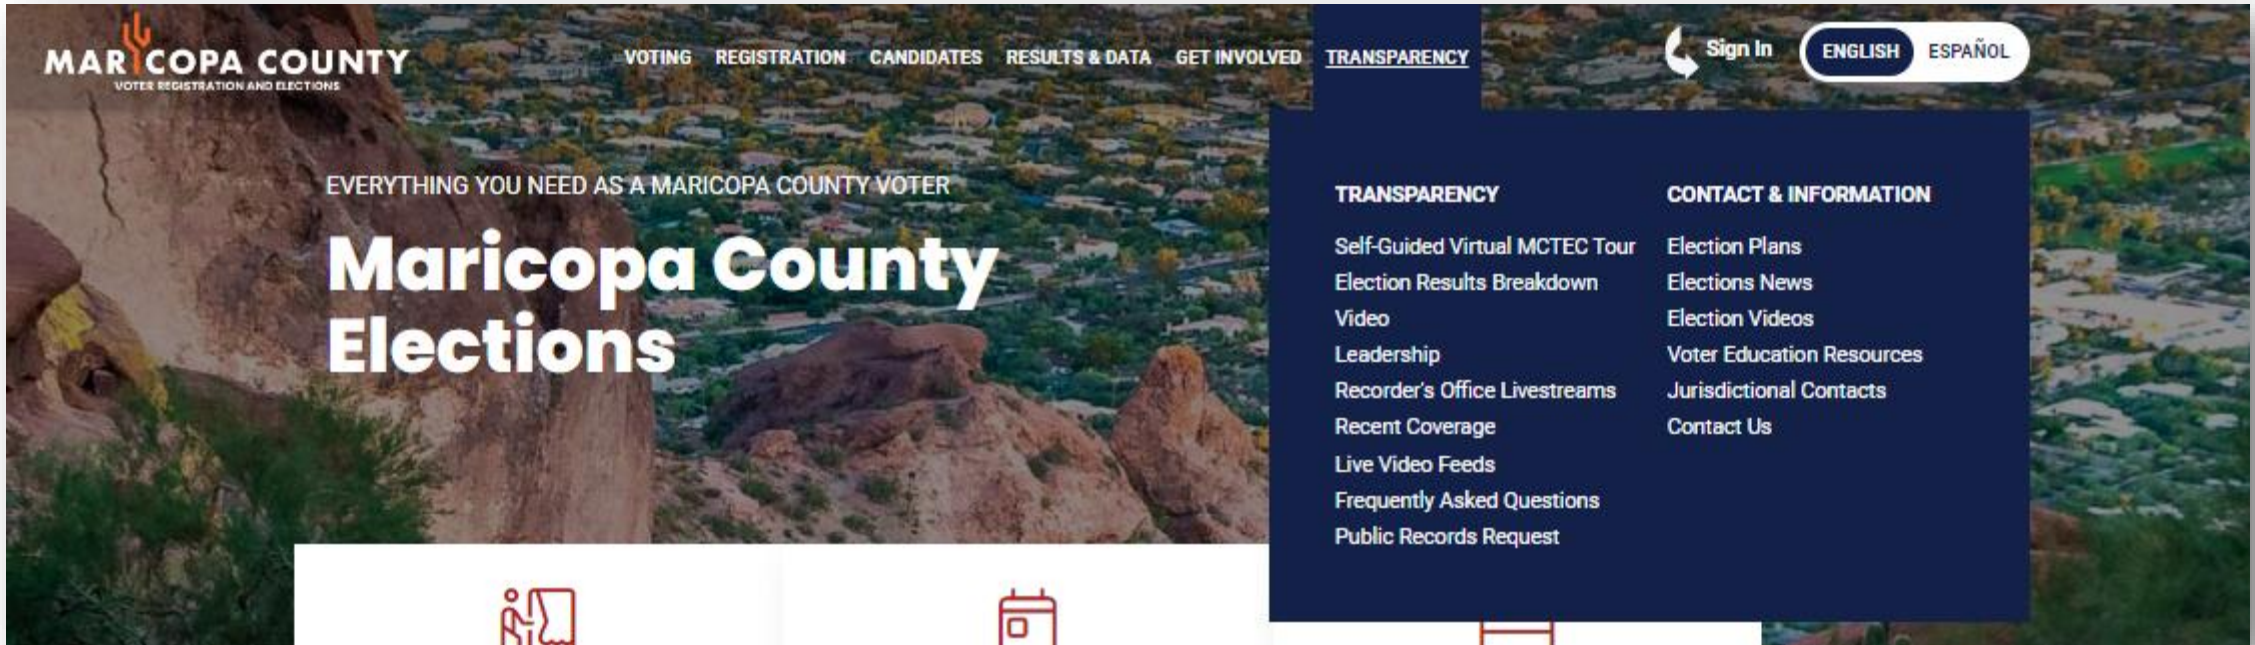 MARICOPA COUNTY
VOTER REGISTRATION AND ELECTIONS
VOTING REGISTRATION CANDIDATES RESULTS & DATA GET INVOLVED TRANSPARENCY
Sign In
ENGLISH ESPAÑOL
EVERYTHING YOU NEED AS A MARICOPA COUNTY VOTER
Maricopa County
Elections
TRANSPARENCY
Self-Guided Virtual MCTEC Tour
Election Results Breakdown
Video
Leadership
Recorder's Office Livestreams
Recent Coverage
Live Video Feeds
Frequently Asked Questions
Public Records Request
CONTACT & INFORMATION
Election Plans
Elections News
Election Videos
Voter Education Resources
Jurisdictional Contacts
Contact Us